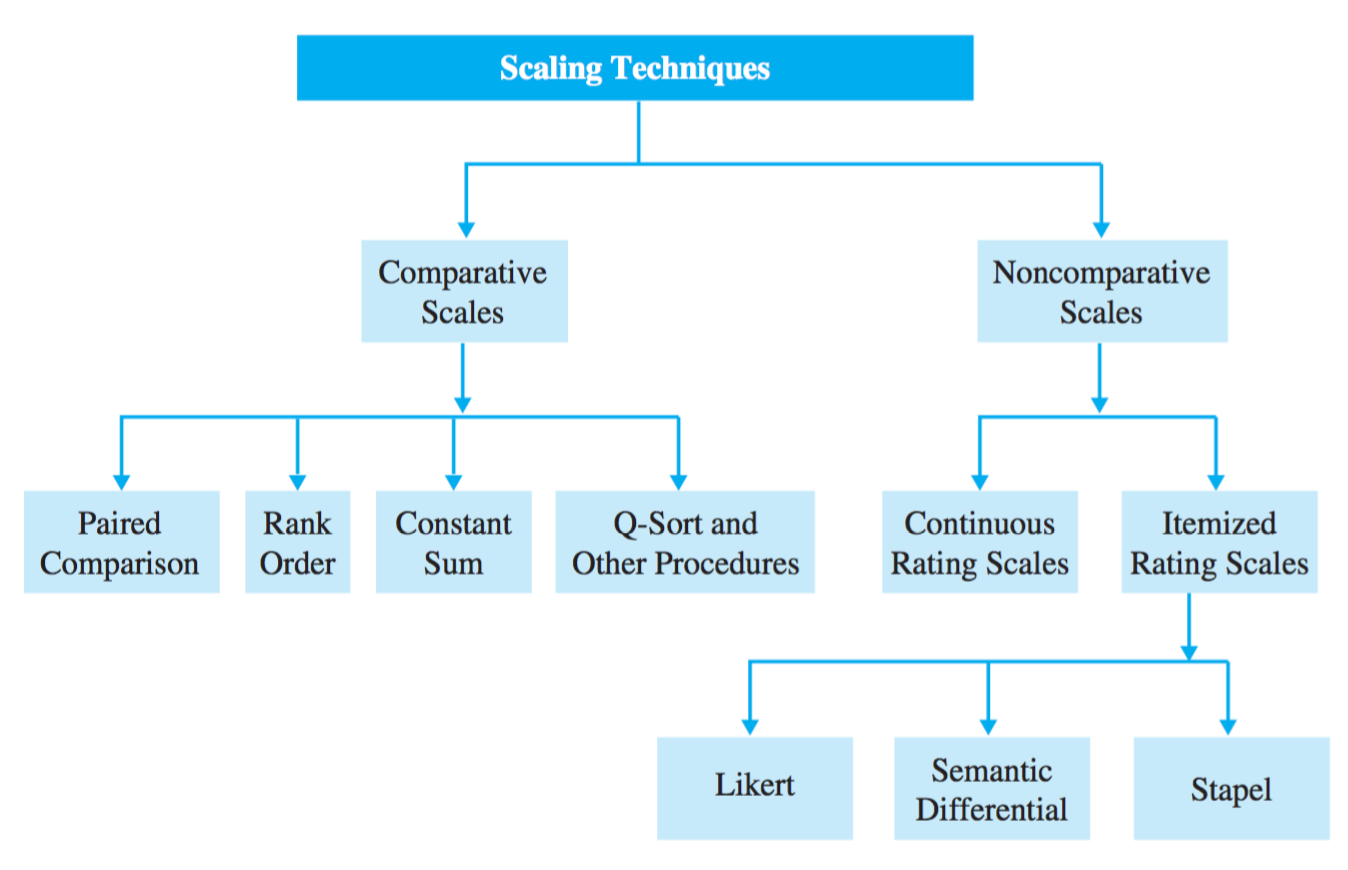 Scaling Techniques
Comparative
Scales
Noncomparative
Scales
Paired
Comparison
Rank
Order
Constant
Sum
Q-Sort and
Other Procedures
Continuous
Rating Scales
Itemized
Rating Scales
Likert
Semantic
Differential
Stapel